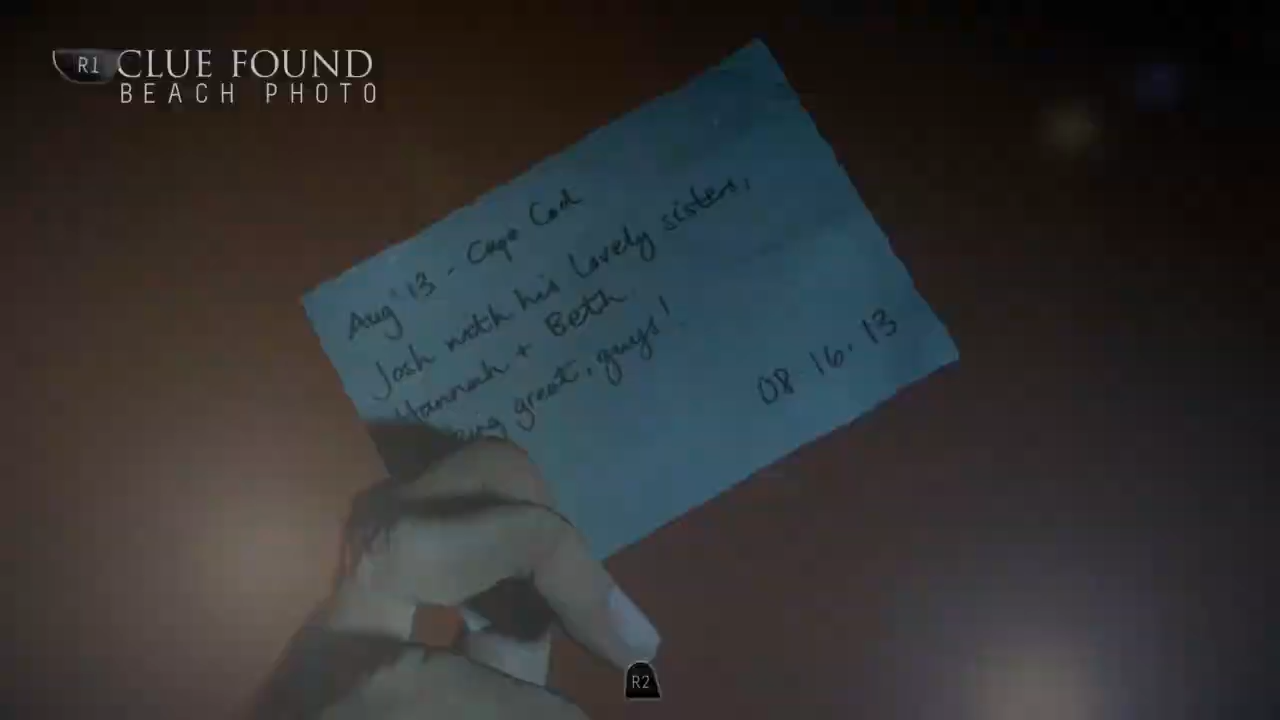 R1 CLUE FOUND
BEACH PHOTO
Aug '13 - Cape Cod
Josh with his lovely sisters,
Hannah + Beth.
great, guys!
08.16.13
R2